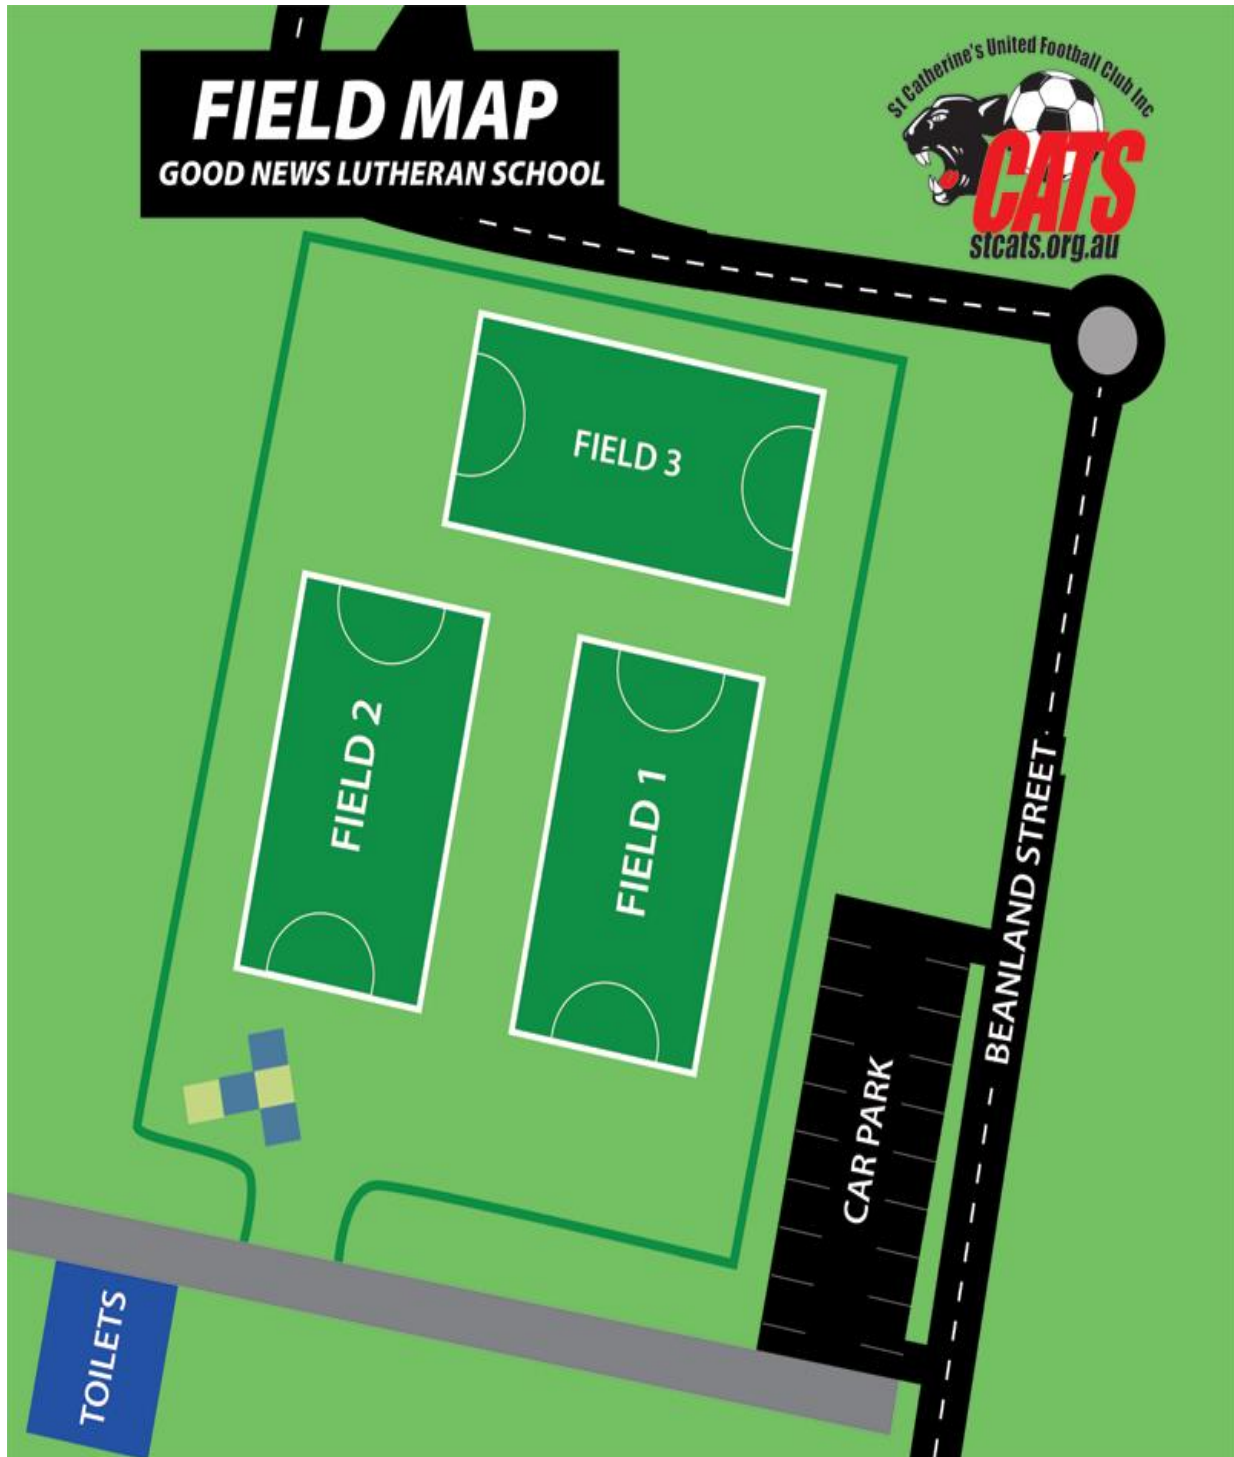 FIELD MAP
GOOD NEWS LUTHERAN SCHOOL
St Catherine's United Football Club Inc
CATS
stcats.org.au
FIELD 3
FIELD 2
FIELD 1
BEANLAND STREET
CAR PARK
TOILETS